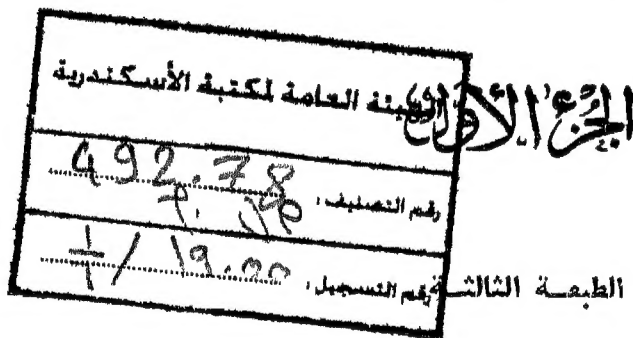 الجزء الأول
الهيئة العامة لمكتبة الأسكندرية
رقم التصنيف: 492.78
رقم التسجيل:
الطبعة الثالثة